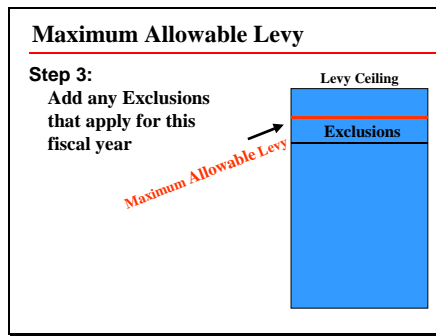 Maximum Allowable Levy
Step 3:
Add any Exclusions
that apply for this
fiscal year
Levy Ceiling
Exclusions
Maximum Allowable Levy